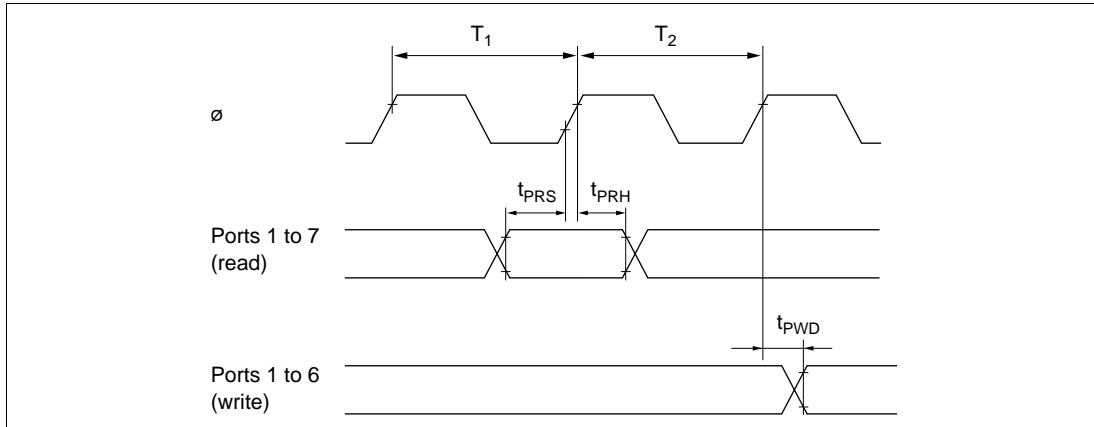 T1 T2
ø
tPRS tPRH
Ports 1 to 7
(read)
tPWD
Ports 1 to 6
(write)